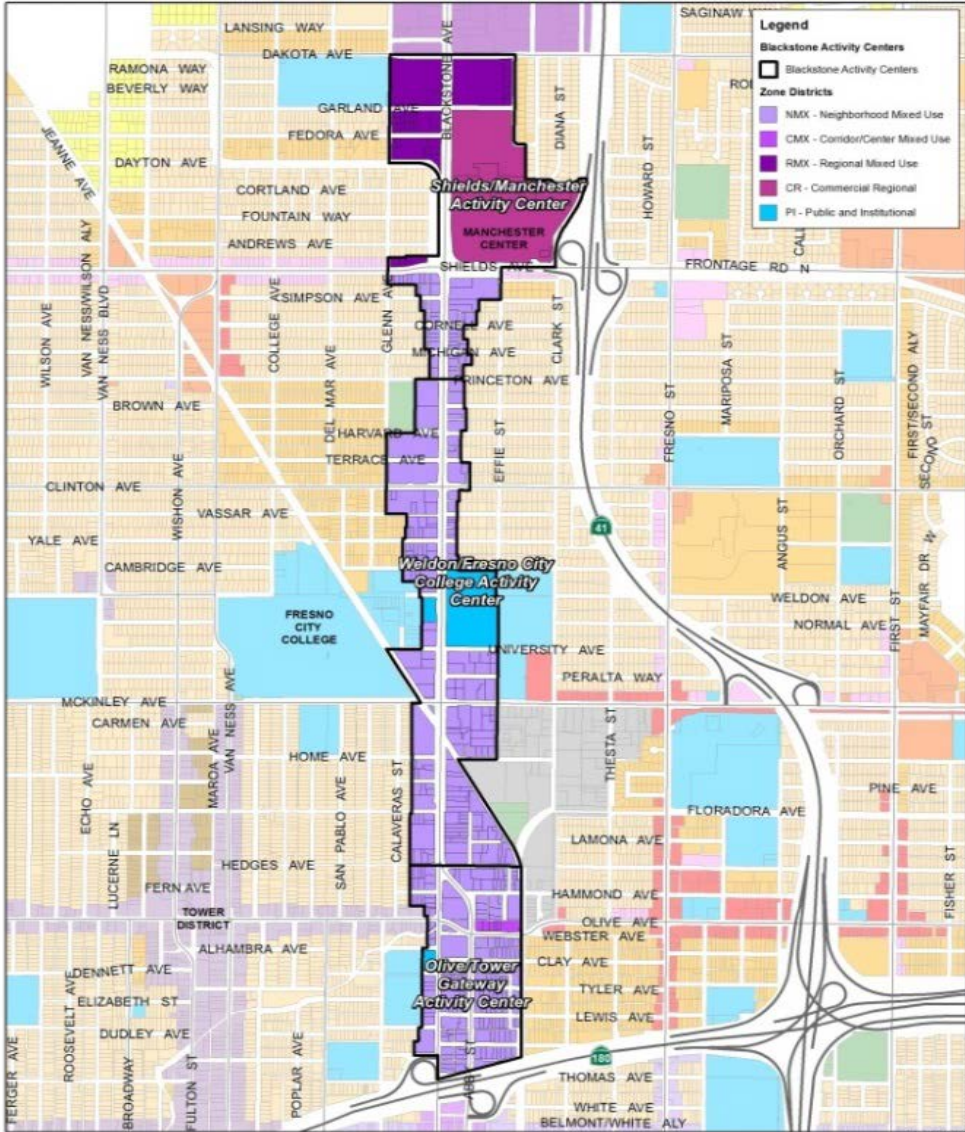 LANSING WAY
DAKOTA AVE
RAMONA WAY
BEVERLY WAY
GARLAND AVE
FEDORA AVE
BLACKSTONE AVE
JEANNE AVE
DAYTON AVE
CORTLAND AVE
FOUNTAIN WAY
ANDREWS AVE
Shields/Manchester
Activity Center
MANCHESTER
CENTER
SHIELDS AVE
DIANA ST
HOWARD ST
SAGINAW
Legend
Blackstone Activity Centers
Blackstone Activity Centers
Zone Districts
NMX - Neighborhood Mixed Use
CMX - Corridor/Center Mixed Use
RMX - Regional Mixed Use
CR - Commercial Regional
PI - Public and Institutional
FRONTAGE RD N
WILSON AVE
VAN NESS/WILSON ALY
VAN NESS BLVD
COLLEGE AVE
SIMPSON AVE
GLENN AVE
DEL MAR AVE
MICHIGAN AVE
PRINCETON AVE
CLARK ST
FRESNO ST
MARIPOSA ST
ORCHARD ST
FIRST/SECOND ALY
SECOND ST
BROWN AVE
HARVARD AVE
TERRACE AVE
EFFIE ST
CLINTON AVE
WISHON AVE
VASSAR AVE
YALE AVE
CAMBRIDGE AVE
41
ANGUS ST
Weldon/Fresno City
College Activity
Center
FRESNO
CITY
COLLEGE
WELDON AVE
NORMAL AVE
FIRST ST
MAYFAIR DR W
UNIVERSITY AVE
PERALTA WAY
MCKINLEY AVE
CARMEN AVE
VAN NESS AVE
HOME AVE
THESTA ST
ECHO AVE
MAROA AVE
SAN PABLO AVE
CALAVERAS ST
PINE AVE
FLORADORA AVE
LUCERNE LN
LAMONA AVE
HEDGES AVE
FERN AVE
HAMMOND AVE
FISHER ST
TOWER
DISTRICT
OLIVE AVE
WEBSTER AVE
ALHAMBRA AVE
CLAY AVE
Olive/Tower
Gateway
Activity Center
DENNETT AVE
ELIZABETH ST
TYLER AVE
LEWIS AVE
DUDLEY AVE
ROOSEVELT AVE
FERGER AVE
BROADWAY
FULTON ST
POPLAR AVE
180
THOMAS AVE
WHITE AVE
BELMONT/WHITE ALY